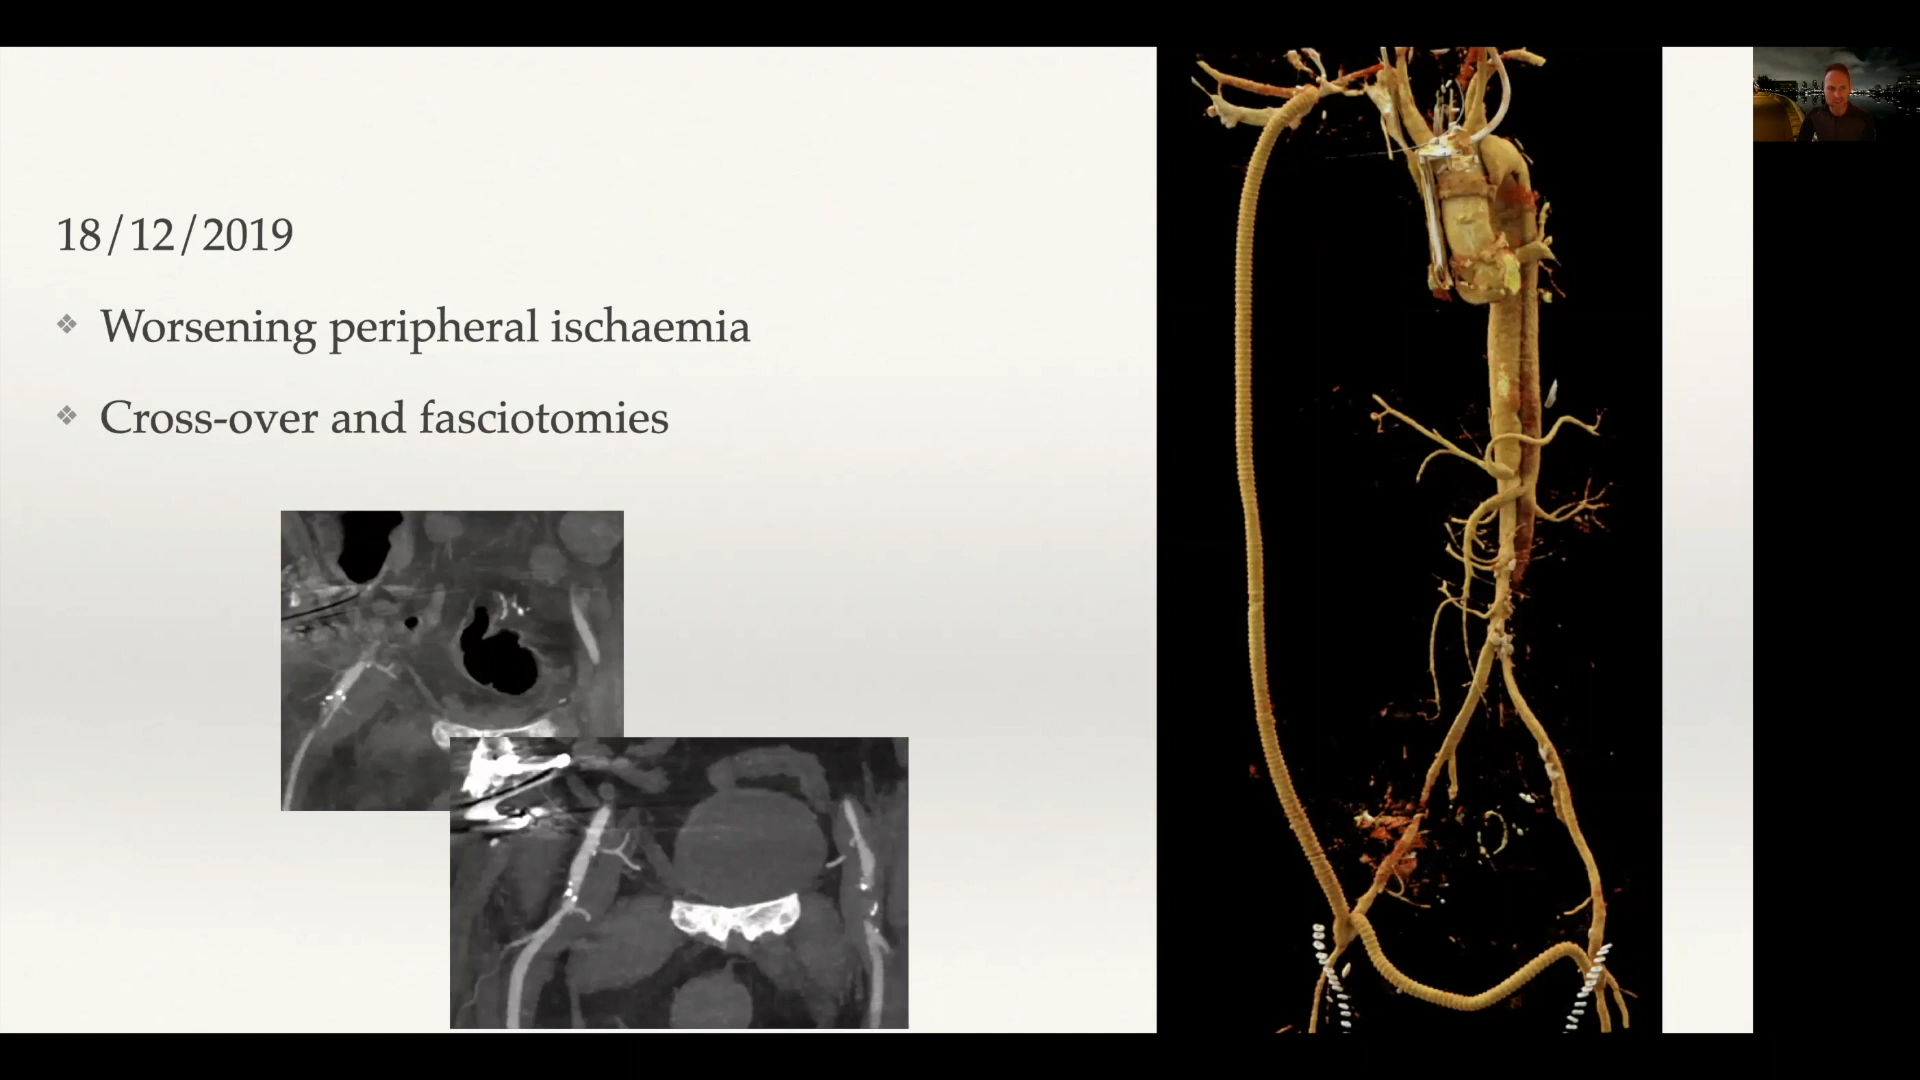 18/12/2019
Worsening peripheral ischaemia
Cross-over and fasciotomies